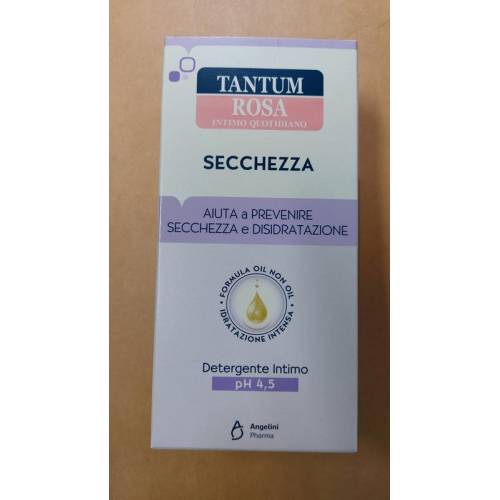 TANTUM
ROSA
INTIMO QUOTIDIANO
SECCHEZZA
AIUTA a PREVENIRE
SECCHEZZA e DISIDRATAZIONE
FORMULA OIL NON OIL
IDRATAZIONE INTENSA
Detergente Intimo
pH 4,5
Angelini
Pharma